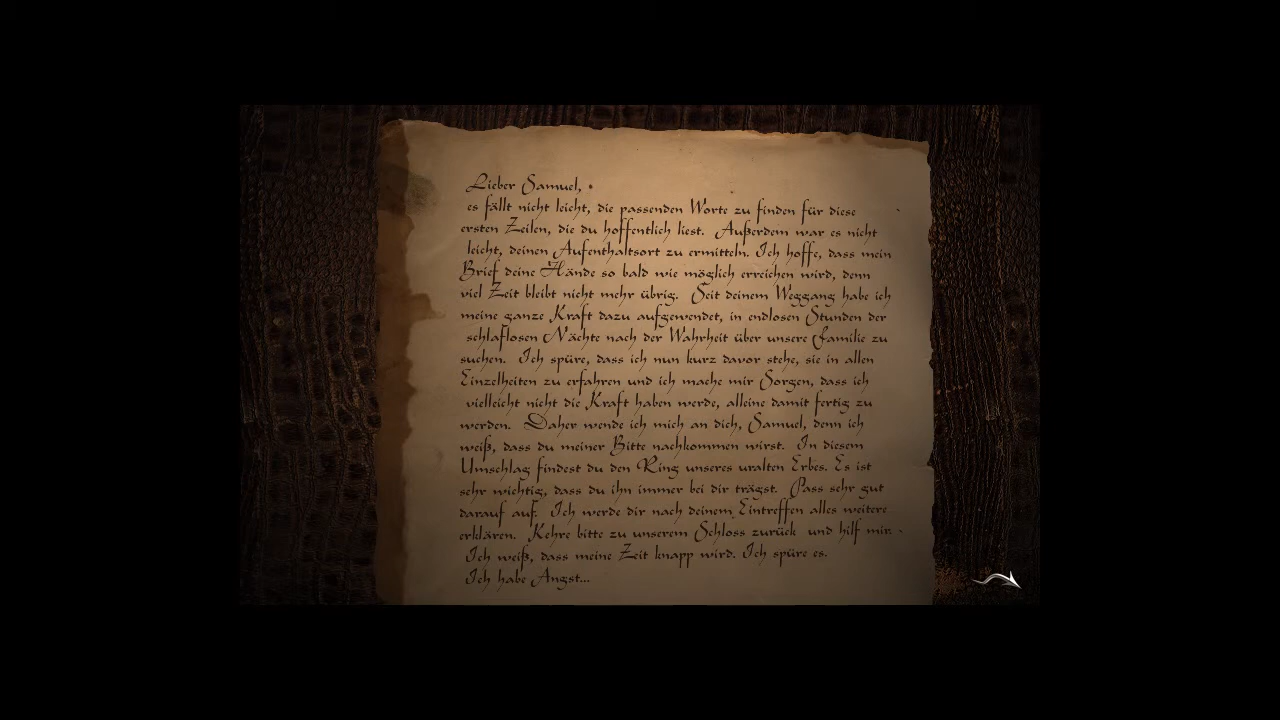 Lieber Samuel,
es fällt nicht leicht, die passenden Worte zu finden für diese
ersten Zeilen, die du hoffentlich liest. Außerdem war es nicht
leicht, deinen Aufenthaltsort zu ermitteln. Ich hoffe, dass mein
Brief deine Hände so bald wie möglich erreichen wird, denn
viel Zeit bleibt nicht mehr übrig. Seit deinem Weggang habe ich
meine ganze Kraft dazu aufgewendet, in endlosen Stunden der
schlaflosen Nächte nach der Wahrheit über unsere Familie zu
suchen. Ich spüre, dass ich nun kurz davor stehe, sie in allen
Einzelheiten zu erfahren und ich mache mir Sorgen, dass ich
vielleicht nicht die Kraft haben werde, alleine damit fertig zu
werden. Daher wende ich mich an dich, Samuel, denn ich
weiß, dass du meiner Bitte nachkommen wirst. In diesem
Umschlag findest du den Ring unseres uralten Erbes. Es ist
sehr wichtig, dass du ihn immer bei dir trägst. Pass sehr gut
darauf auf. Ich werde dir nach deinem Eintreffen alles weitere
erklären. Kehre bitte zu unserem Schloss zurück und hilf mir.
Ich weiß, dass meine Zeit knapp wird. Ich spüre es.
Ich habe Angst...